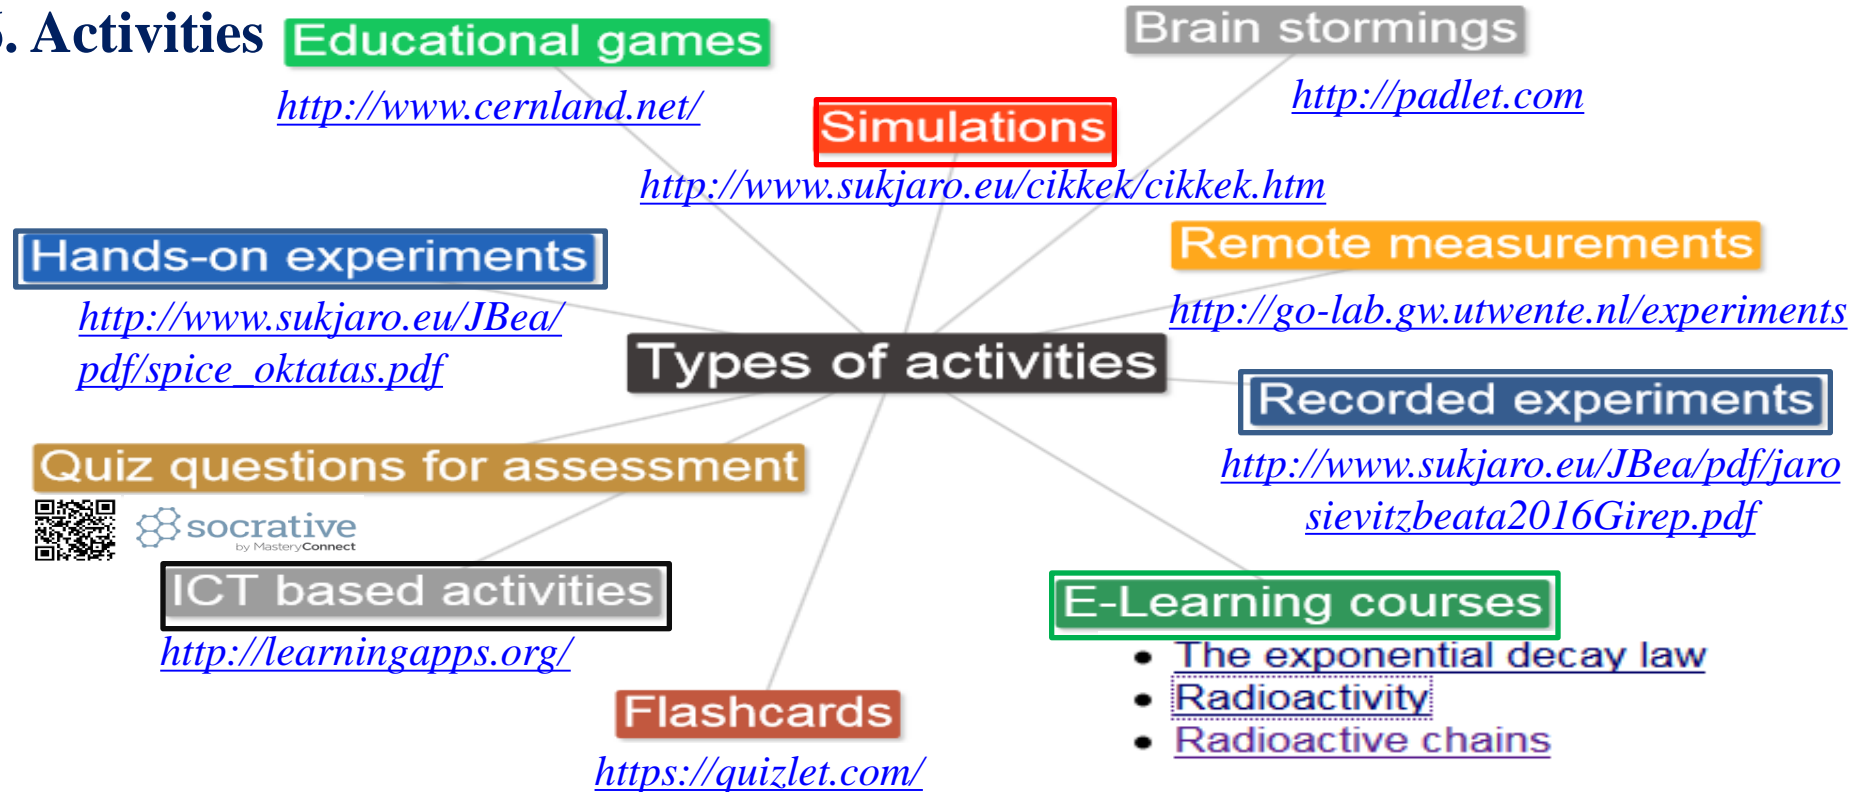 . Activities
Educational games
http://www.cernland.net/
Brain stormings
http://padlet.com
Simulations
http://www.sukjaro.eu/cikkek/cikkek.htm
Hands-on experiments
http://www.sukjaro.eu/JBea/
pdf/spice_oktatas.pdf
Remote measurements
http://go-lab.gw.utwente.nl/experiments
Types of activities
Recorded experiments
http://www.sukjaro.eu/JBea/pdf/jaro
sievitzbeata2016Girep.pdf
Quiz questions for assessment
socrative
by MasteryConnect
ICT based activities
http://learningapps.org/
E-Learning courses
• The exponential decay law
• Radioactivity
• Radioactive chains
Flashcards
https://quizlet.com/